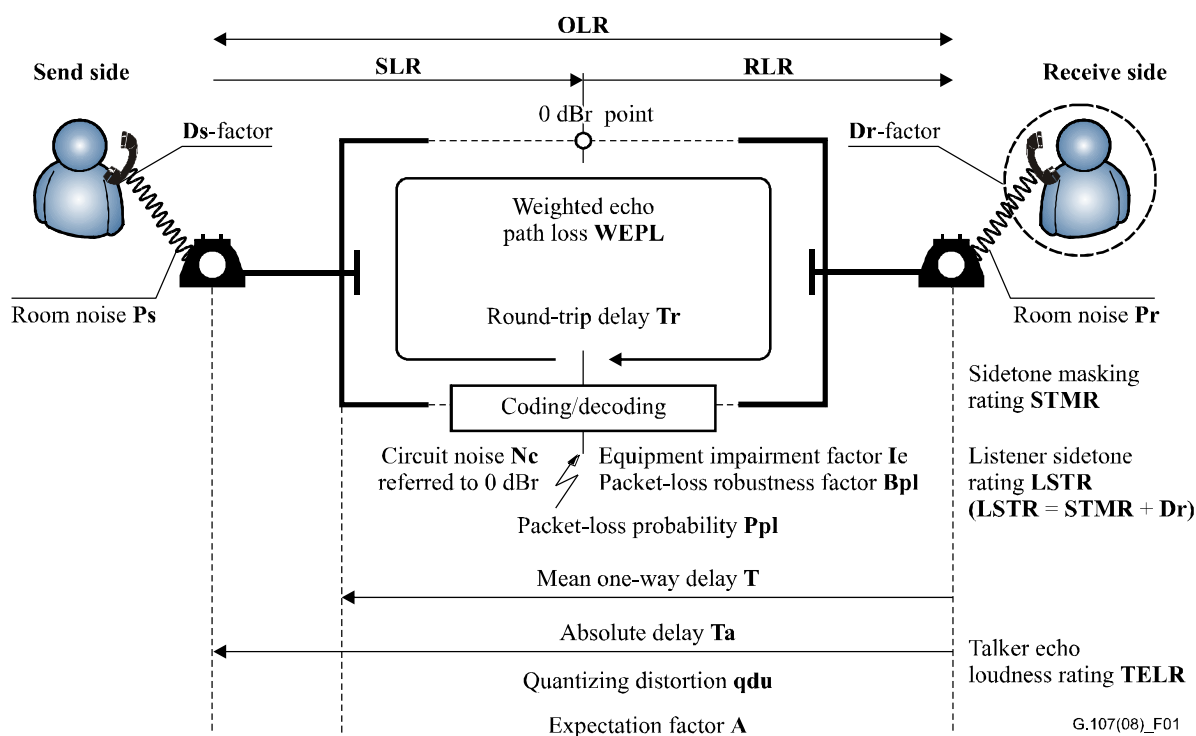 OLR
Send side
SLR
RLR
Receive side
0 dBr point
Ds-factor
Dr-factor
Weighted echo
path loss WEPL
Room noise Ps
Round-trip delay Tr
Room noise Pr
Sidetone masking
rating STMR
Coding/decoding
Circuit noise Nc
referred to 0 dBr
Equipment impairment factor Ie
Packet-loss robustness factor Bpl
Listener sidetone
rating LSTR
(LSTR = STMR + Dr)
Packet-loss probability Ppl
Mean one-way delay T
Absolute delay Ta
Talker echo
loudness rating TELR
Quantizing distortion qdu
Expectation factor A
G.107(08)_F01